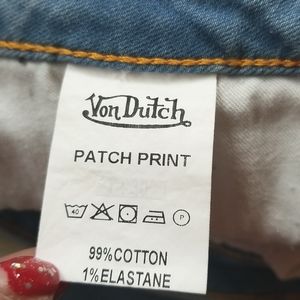 Von Dutch
PATCH PRINT
40 P
99%COTTON
1%ELASTANE